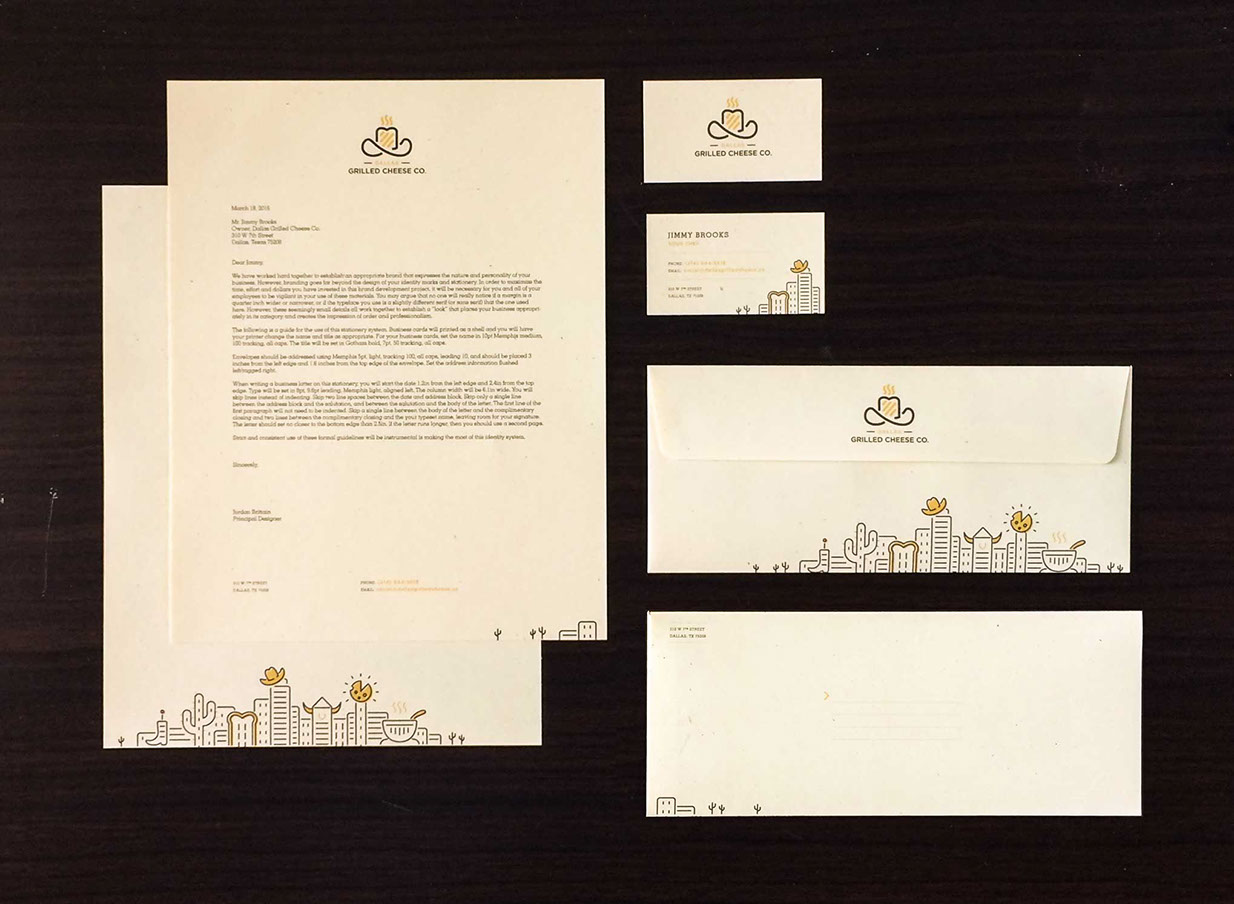 DALLAS
GRILLED CHEESE CO.
March 18, 2015
Mr. Jimmy Brooks
Owner, Dallas Grilled Cheese Co.
310 W 7th Street
Dallas, Texas 75208
Dear Jimmy,
We have worked hard together to establish an appropriate brand that expresses the nature and personality of your
business. However, branding goes far beyond the design of your identity marks and stationery. In order to maximize the
time, effort and dollars you have invested in this brand development project, it will be necessary for you and all of your
employees to be vigilant in your use of these materials. You may argue that no one will really notice if a margin is a
quarter inch wider or narrower, or if the typeface you use is a slightly different serif (or sans serif) that the one used
here. However, these seemingly small details all work together to establish a "look" that places your business appropri-
ately in its category and creates the impression of order and professionalism.
The following is a guide for the use of this stationery system. Business cards will printed as a shell and you will have
your printer change the name and title as appropriate. For your business cards, set the name in 10pt Memphis medium,
100 tracking, all caps. The title will be set in Gotham bold, 7pt, 50 tracking, all caps.
Envelopes should be addressed using Memphis 8pt, light, tracking 100, all caps, leading 10, and should be placed 3
inches from the left edge and 1.8 inches from the top edge of the envelope. Set the address information flushed
left/ragged right.
When writing a business letter on this stationery, you will start the date 1.2in from the left edge and 2.4in from the top
edge. Type will be set in 8pt, 9.6pt leading, Memphis light, aligned left. The column width will be 6.1in wide. You will
skip lines instead of indenting. Skip two line spaces between the date and address block. Skip only a single line
between the address block and the salutation, and between the salutation and the body of the letter. The first line of the
first paragraph will not need to be indented. Skip a single line between the body of the letter and the complimentary
closing and two lines between the complimentary closing and the your typeset name, leaving room for your signature.
The letter should set no closer to the bottom edge than 2.5in. If the letter runs longer, then you should use a second page.
Strict and consistent use of these formal guidelines will be instrumental is making the most of this identity system.
Sincerely,
Jordan Brittain
Principal Designer
310 W 7TH STREET
DALLAS, TX 75208
PHONE:
EMAIL:
DALLAS
GRILLED CHEESE CO.
JIMMY BROOKS
PHONE:
EMAIL:
310 W 7TH STREET
DALLAS, TX 75208
DALLAS
GRILLED CHEESE CO.
310 W 7TH STREET
DALLAS, TX 75208